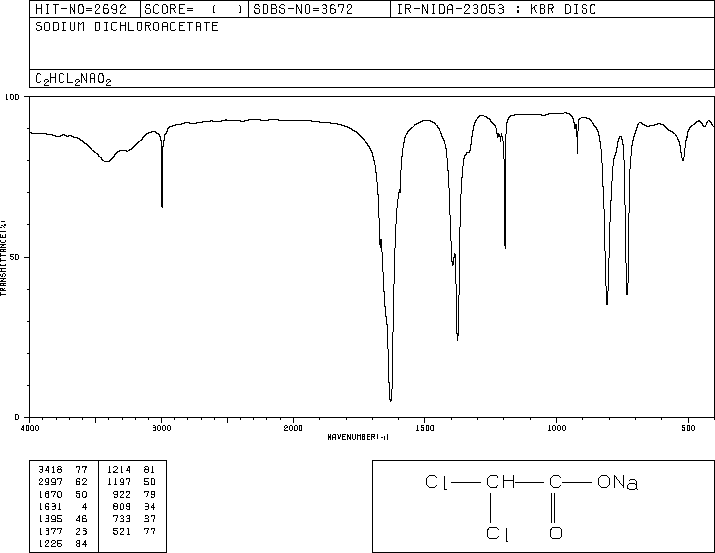 HIT-NO=2692 SCORE= ( ) SDBS-NO=3672 IR-NIDA-23053 : KBR DISC
SODIUM DICHLOROACETATE
C2HCL2NAO2
100
50
0
TRANSMITTANCE(%)
4000 3000 2000 1500 1000 500
WAVENUMBER(-1)
3418 77 1214 81
2997 62 1197 50
1670 50 922 79
1631 4 809 34
1395 46 733 37
1377 23 521 77
1226 84
Cl CH C ONa
Cl O